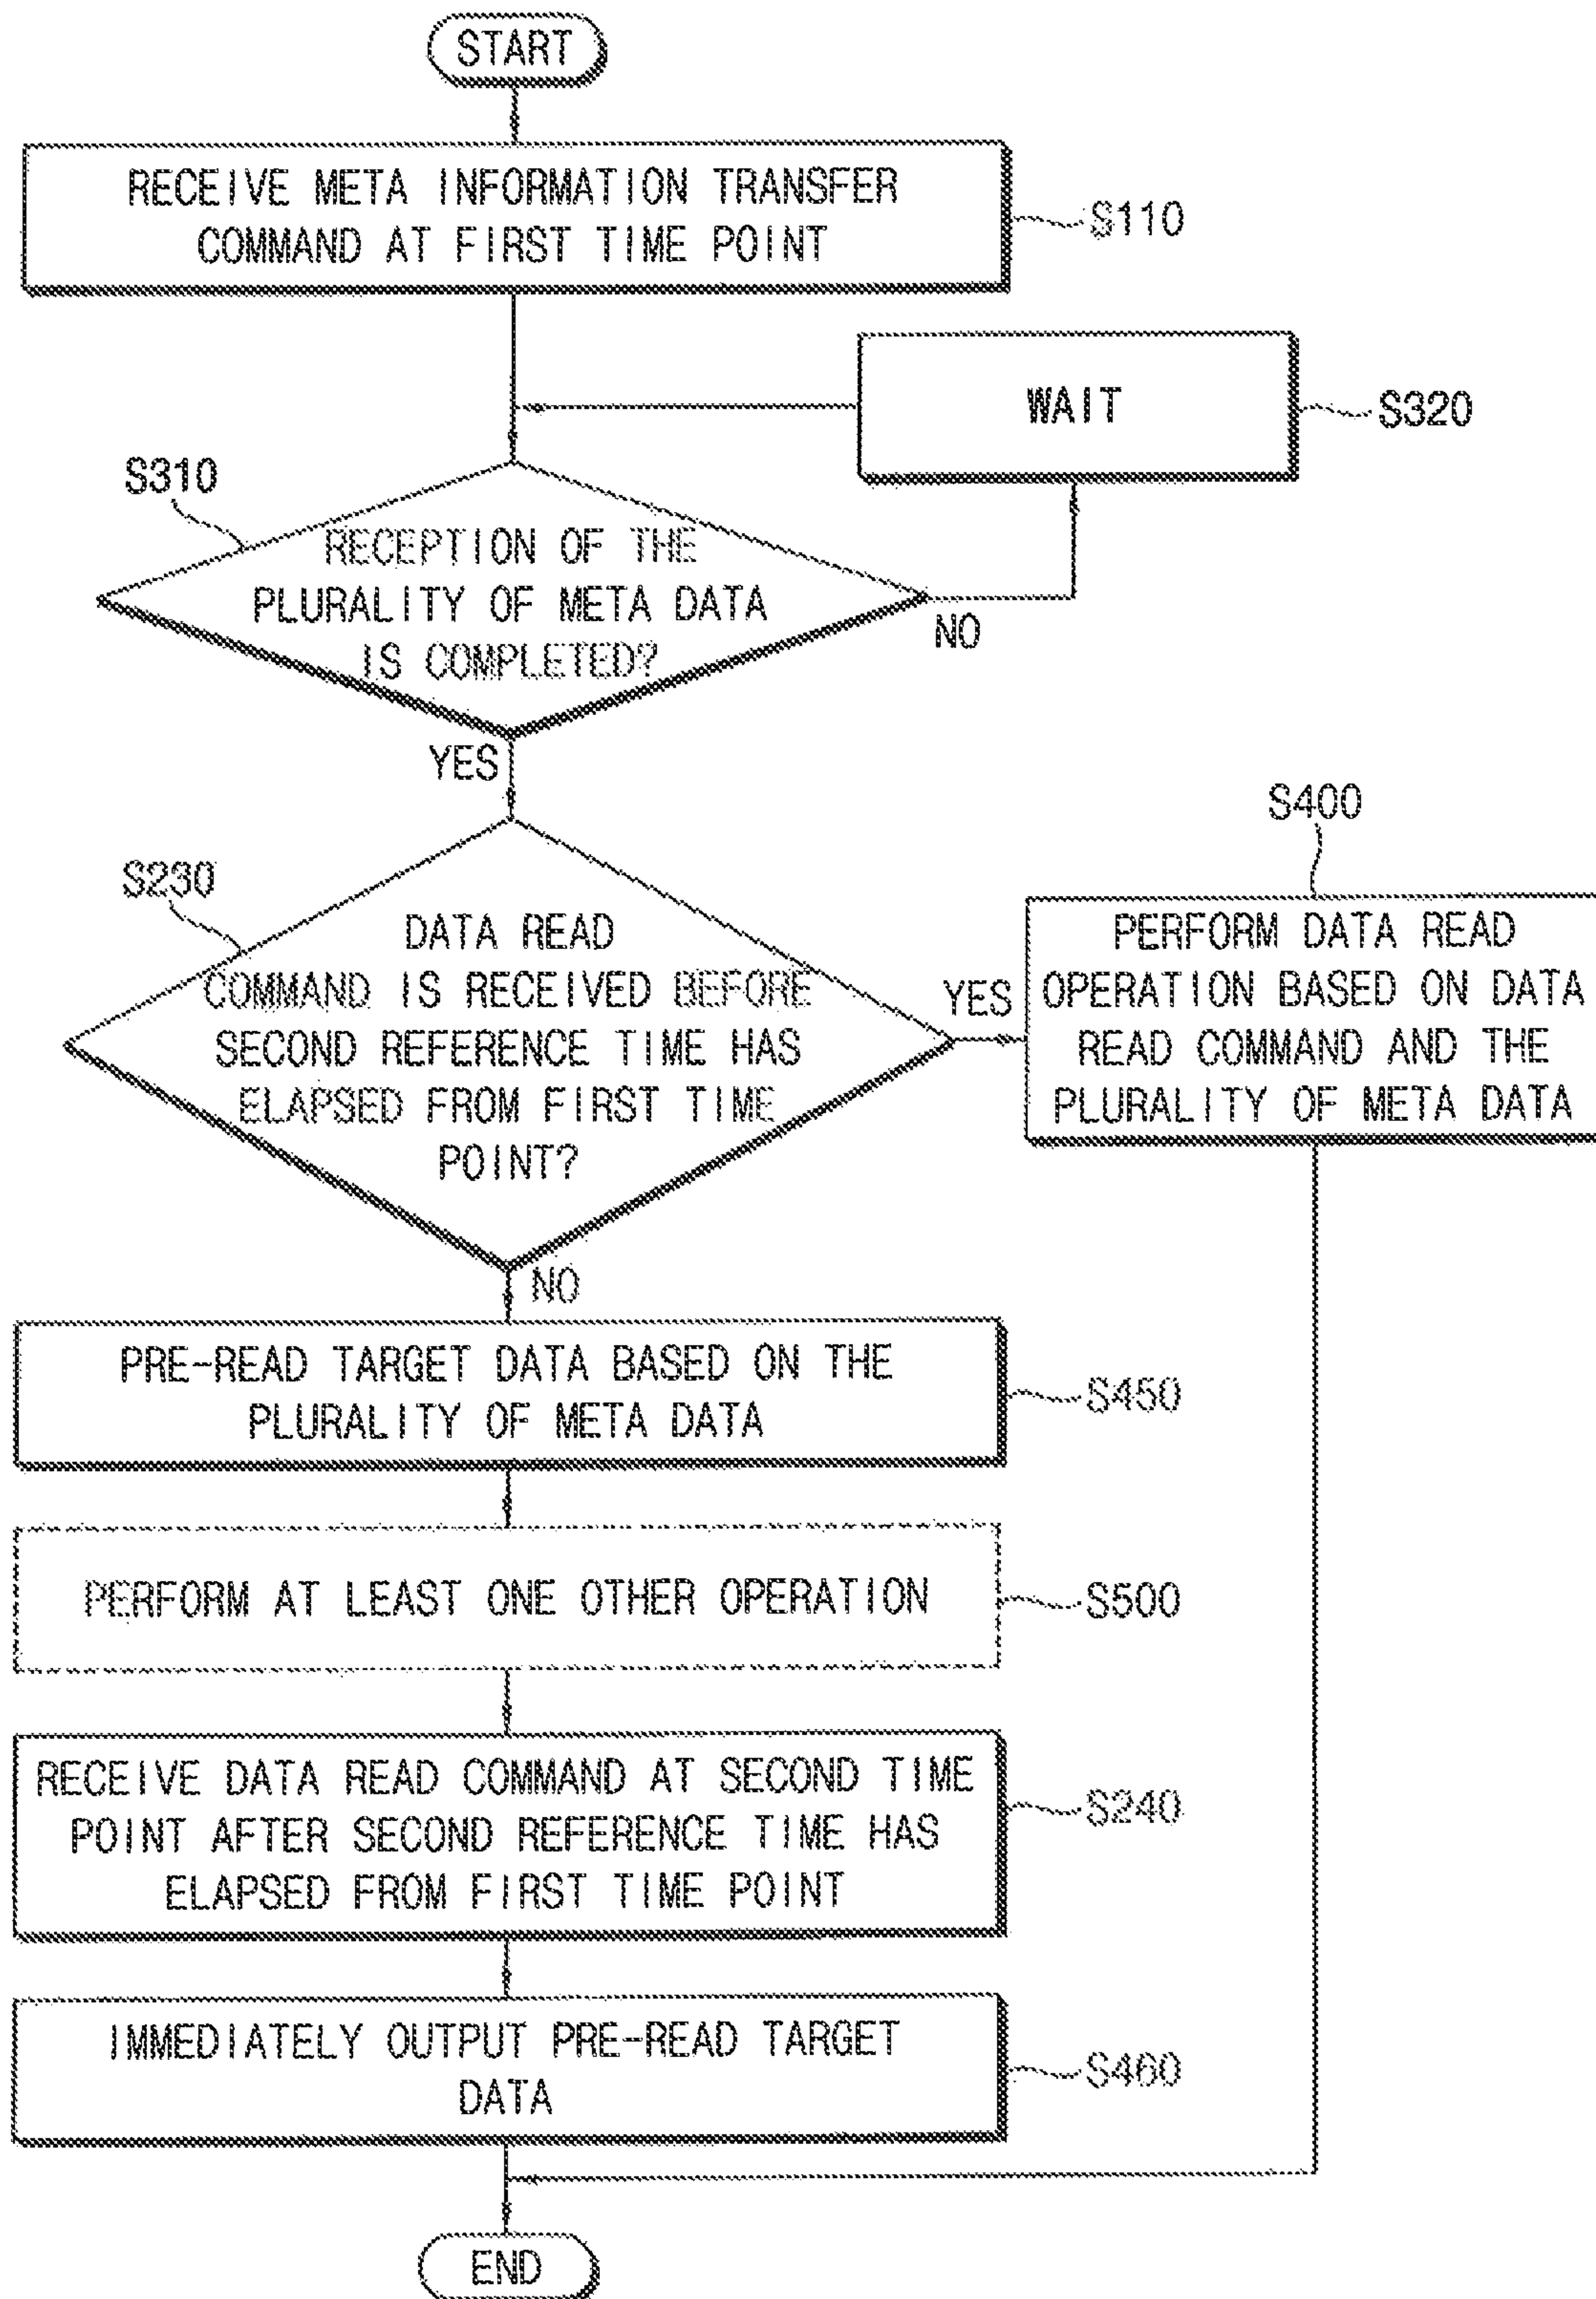 START
RECEIVE META INFORMATION TRANSFER
COMMAND AT FIRST TIME POINT
S110
WAIT
S320
S310
RECEPTION OF THE
PLURALITY OF META DATA
IS COMPLETED?
NO
YES
S400
S230
DATA READ
COMMAND IS RECEIVED BEFORE
SECOND REFERENCE TIME HAS
ELAPSED FROM FIRST TIME
POINT?
YES
PERFORM DATA READ
OPERATION BASED ON DATA
READ COMMAND AND THE
PLURALITY OF META DATA
NO
PRE-READ TARGET DATA BASED ON THE
PLURALITY OF META DATA
S450
PERFORM AT LEAST ONE OTHER OPERATION
S500
RECEIVE DATA READ COMMAND AT SECOND TIME
POINT AFTER SECOND REFERENCE TIME HAS
ELAPSED FROM FIRST TIME POINT
S240
IMMEDIATELY OUTPUT PRE-READ TARGET
DATA
S460
END